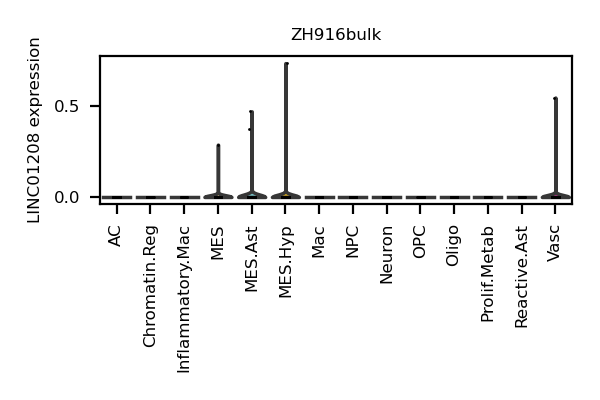 ZH916bulk
LINC01208 expression
0.5
0.0
AC
Chromatin.Reg
Inflammatory.Mac
MES
MES.Ast
MES.Hyp
Mac
NPC
Neuron
OPC
Oligo
Prolif.Metab
Reactive.Ast
Vasc